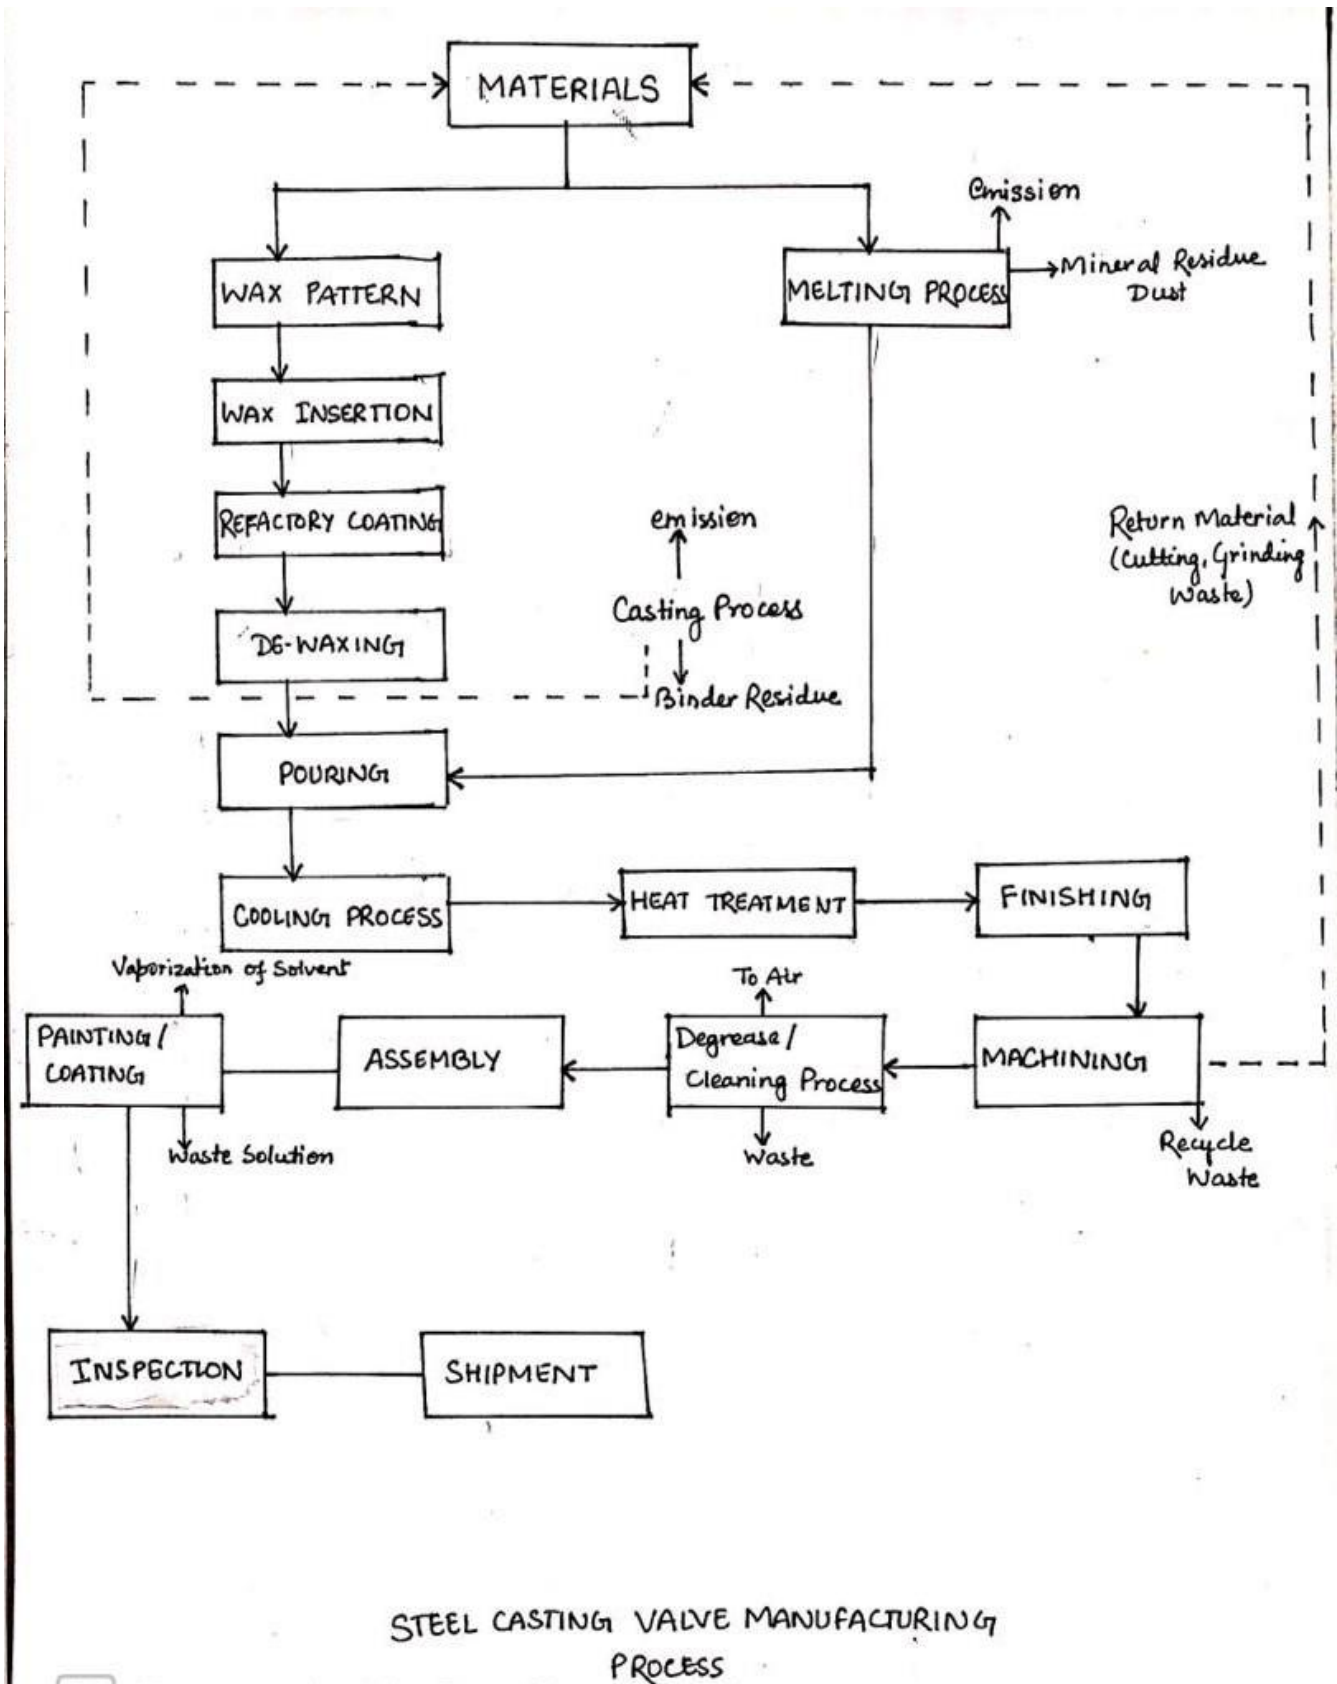 MATERIALS
emission
WAX PATTERN
MELTING PROCESS
Mineral Residue
Dust
WAX INSERTION
REFACTORY COATING
emission
Return Material
(Cutting, Grinding
Waste)
Casting Process
DE-WAXING
Binder Residue
POURING
COOLING PROCESS
HEAT TREATMENT
FINISHING
Vaporization of Solvent
To Air
PAINTING/
COATING
ASSEMBLY
Degrease/
Cleaning Process
MACHINING
Waste Solution
Waste
Recycle
Waste
INSPECTION
SHIPMENT
STEEL CASTING VALVE MANUFACTURING
PROCESS